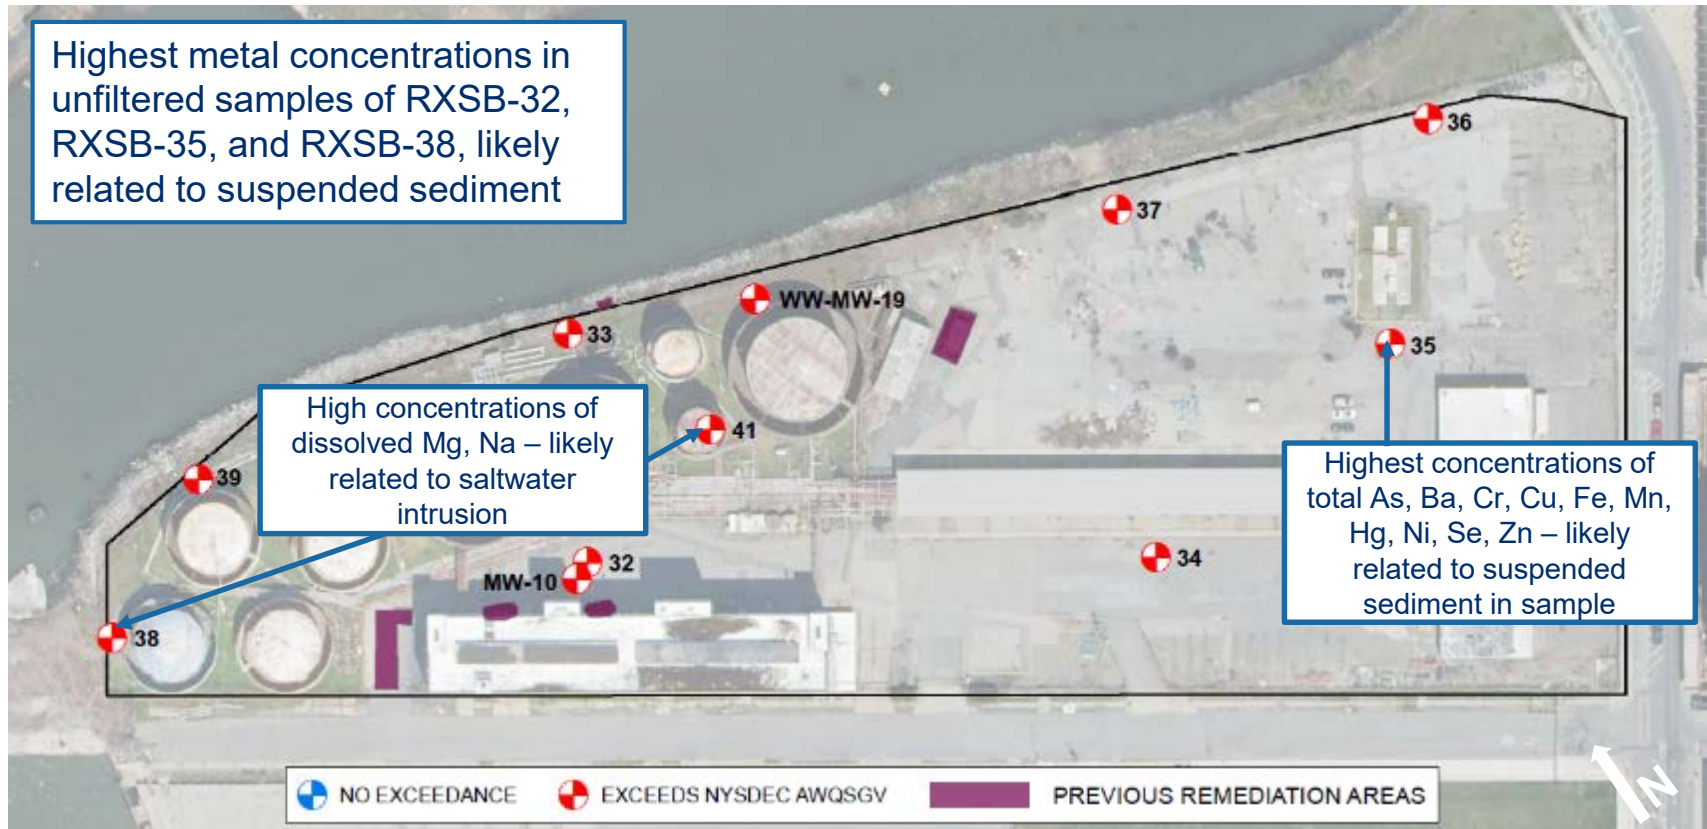 Highest metal concentrations in
unfiltered samples of RXSB-32,
RXSB-35, and RXSB-38, likely
related to suspended sediment
36
37
WW-MW-19
33
35
High concentrations of
dissolved Mg, Na – likely
related to saltwater
intrusion
41
39
Highest concentrations of
total As, Ba, Cr, Cu, Fe, Mn,
Hg, Ni, Se, Zn – likely
related to suspended
sediment in sample
32
MW-10
34
38
NO EXCEEDANCE
EXCEEDS NYSDEC AWQSGV
PREVIOUS REMEDIATION AREAS
N